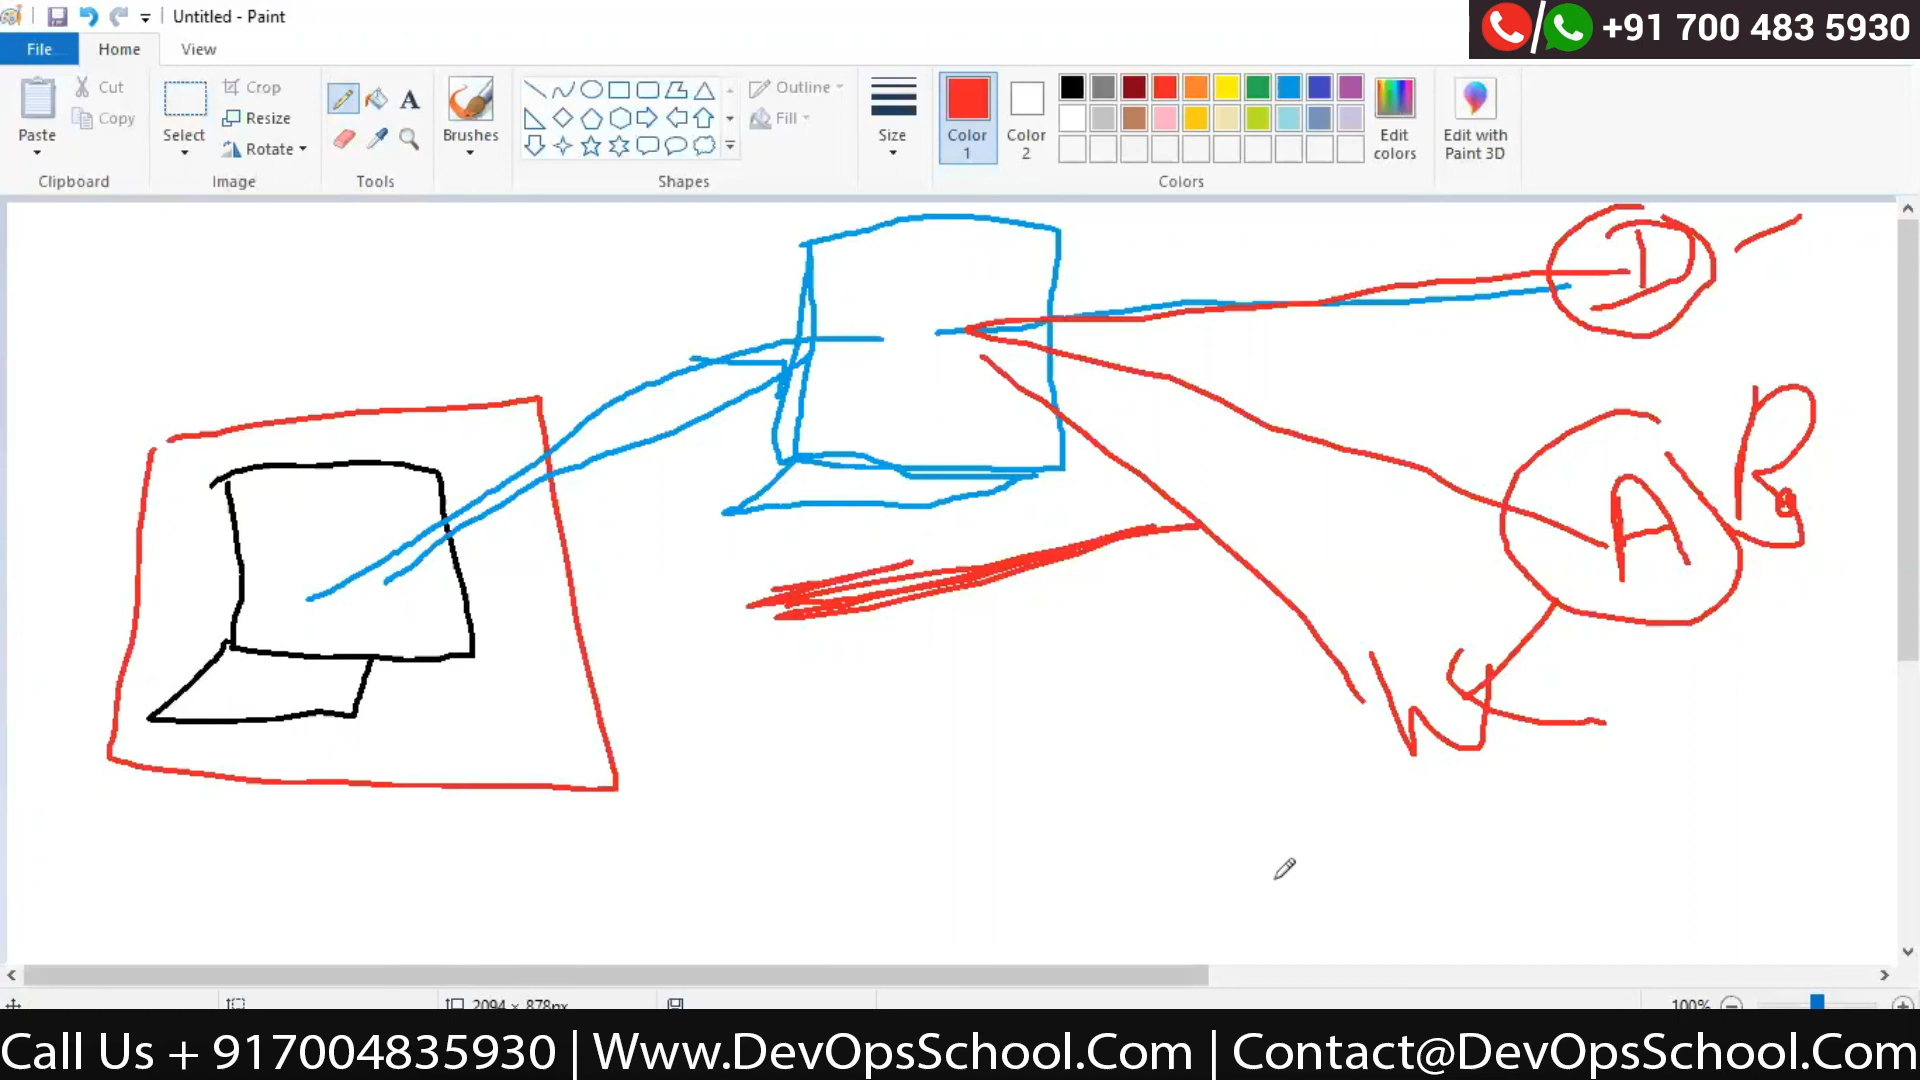 Untitled - Paint
+91 700 483 5930
File
Home
View
Paste
Cut
Copy
Clipboard
Select
Crop
Resize
Rotate
Image
Tools
Brushes
Shapes
Outline
Fill
Size
Color 1
Color 2
Edit colors
Edit with Paint 3D
Colors
D
A
2094 × 878px
100%
Call Us + 917004835930 | Www.DevOpsSchool.Com | Contact@DevOpsSchool.Com